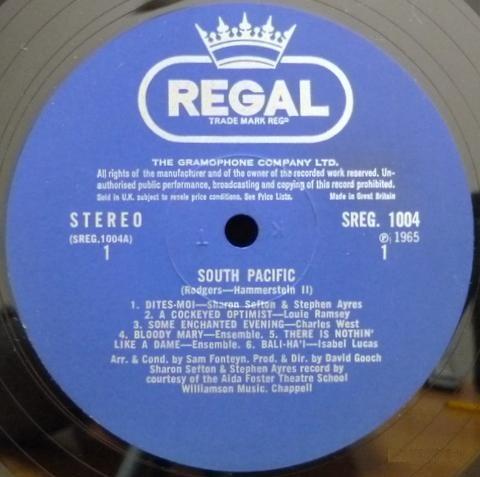 REGAL
TRADE MARK REGD
THE GRAMOPHONE COMPANY LTD.
All rights of the manufacturer and of the owner of the recorded work reserved. Un-
authorised public performance, broadcasting and copying of this record prohibited.
Sold in U.K. subject to resale price conditions. See Price Lists. Made in Great Britain
STEREO SREG. 1004
(SREG.1004A) Ⓟ 1965
1 1
SOUTH PACIFIC
(Rodgers—Hammerstein II)
1. DITES-MOI—Sharon Sefton & Stephen Ayres
2. A COCKEYED OPTIMIST—Louie Ramsey
3. SOME ENCHANTED EVENING—Charles West
4. BLOODY MARY—Ensemble. 5. THERE IS NOTHIN'
LIKE A DAME—Ensemble. 6. BALI-HA'I—Isabel Lucas
Arr. & Cond. by Sam Fonteyn. Prod. & Dir. by David Gooch
Sharon Sefton & Stephen Ayres record by
courtesy of the Aida Foster Theatre School
Williamson Music. Chappell